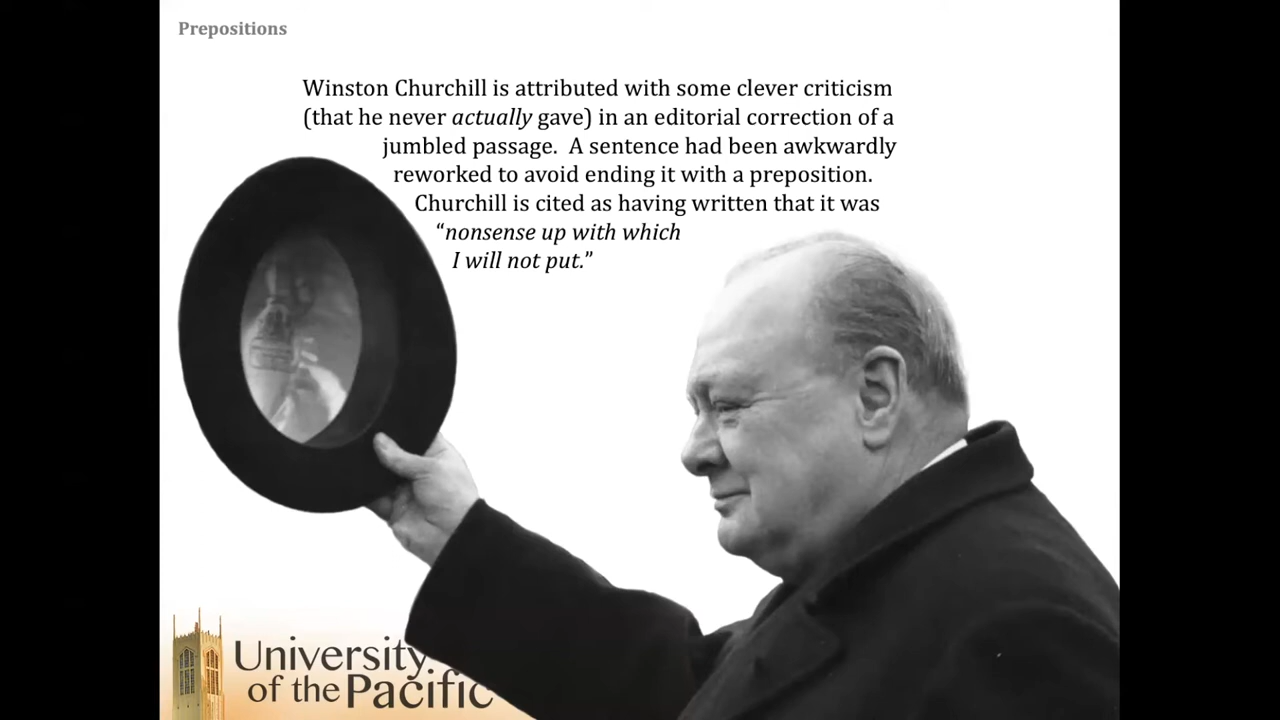 Prepositions
Winston Churchill is attributed with some clever criticism
(that he never actually gave) in an editorial correction of a
jumbled passage.  A sentence had been awkwardly
reworked to avoid ending it with a preposition.
Churchill is cited as having written that it was
“nonsense up with which
I will not put.”
University
of the Pacific